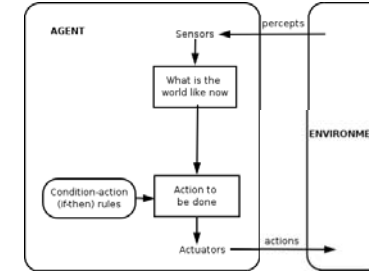 AGENT
Sensors
percepts
What is the
world like now
ENVIRONME
Condition-action
(if-then) rules
Action to
be done
Actuators
actions